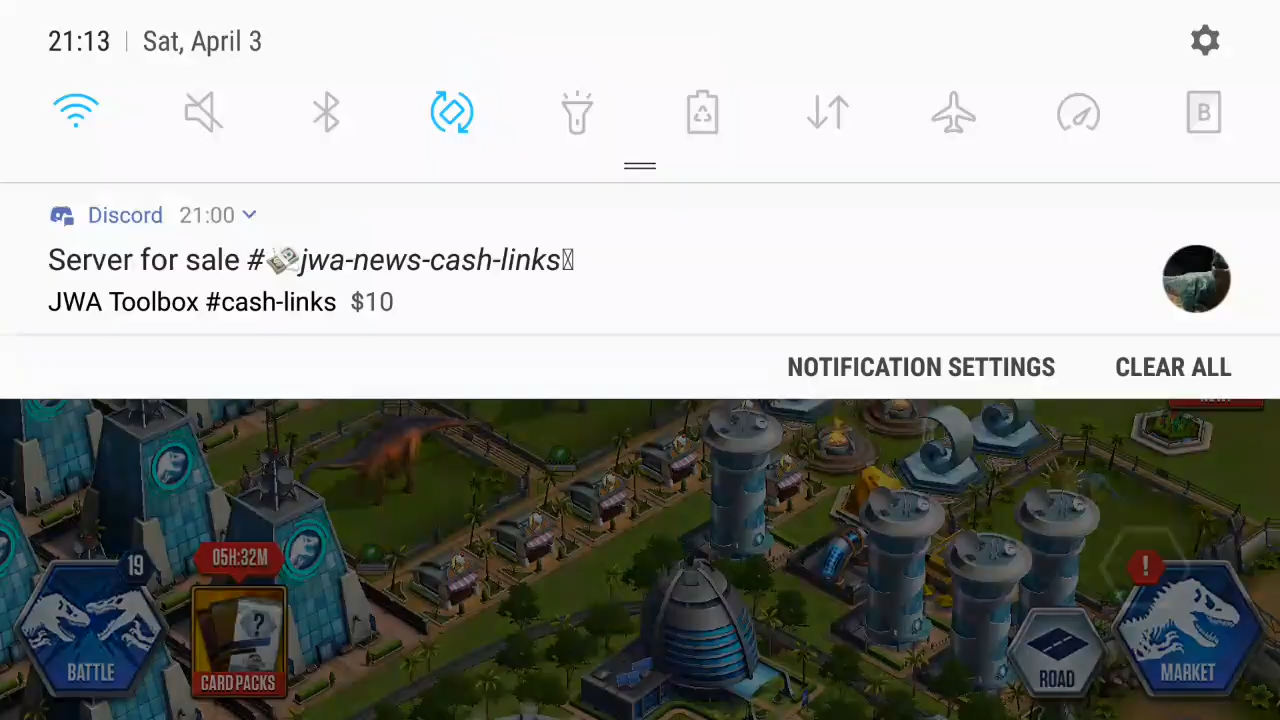 21:13 | Sat, April 3
B
Discord 21:00
Server for sale #💸jwa-news-cash-links
JWA Toolbox #cash-links $10
NOTIFICATION SETTINGS CLEAR ALL
19
05H:32M
?
!
BATTLE
CARD PACKS
ROAD
MARKET